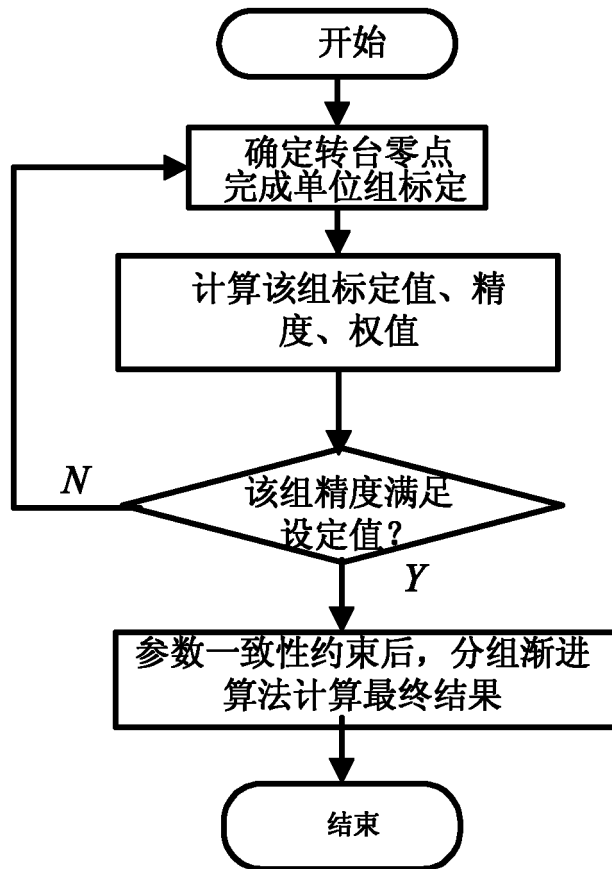 开始
确定转台零点
完成单位组标定
计算该组标定值、精
度、权值
N
该组精度满足
设定值?
Y
参数一致性约束后，分组渐进
算法计算最终结果
结束